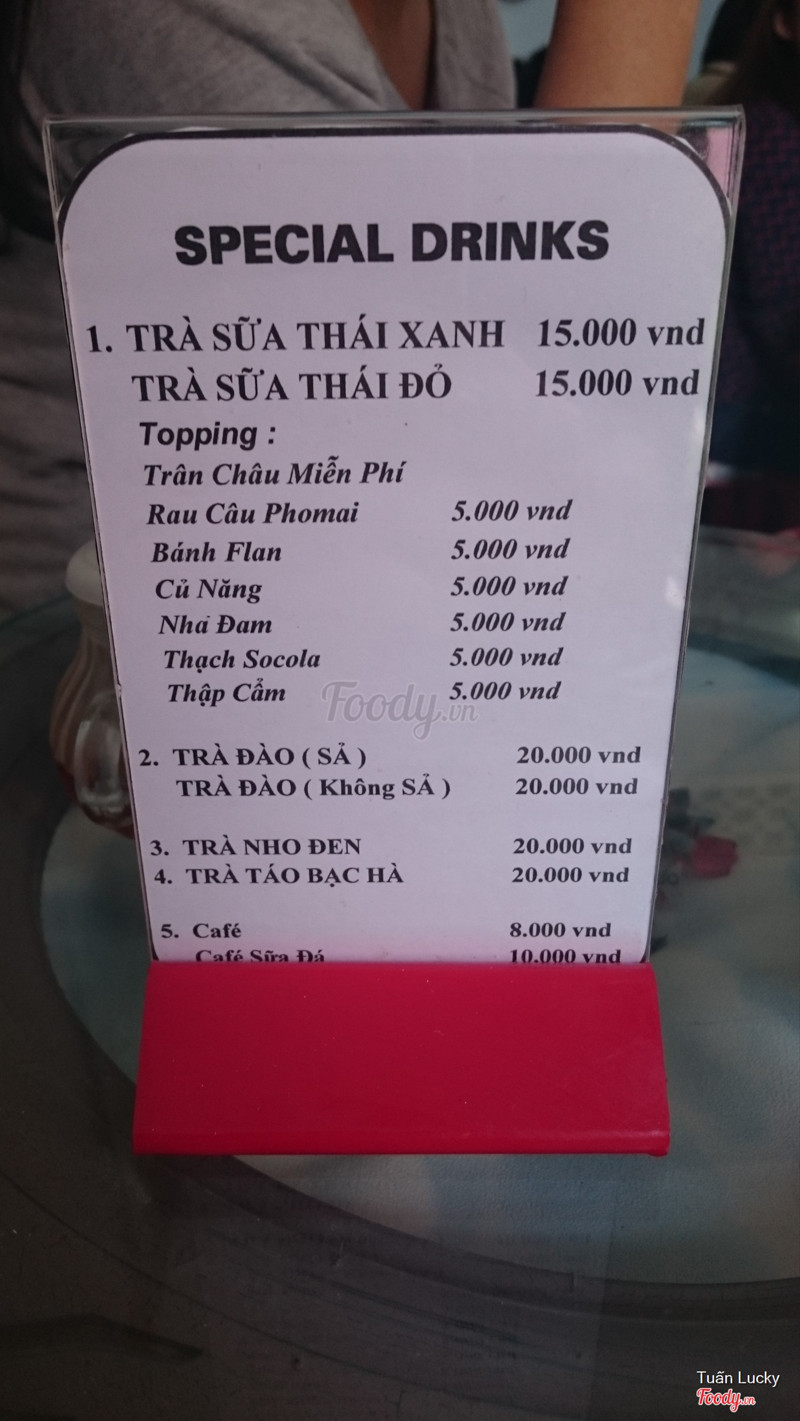 SPECIAL DRINKS
1. TRÀ SỮA THÁI XANH 15.000 vnd
TRÀ SỮA THÁI ĐỎ 15.000 vnd
Topping :
Trân Châu Miễn Phí
Rau Câu Phomai 5.000 vnd
Bánh Flan 5.000 vnd
Củ Năng 5.000 vnd
Nha Đam 5.000 vnd
Thạch Socola 5.000 vnd
Thập Cẩm 5.000 vnd
Foody.vn
2. TRÀ ĐÀO ( SẢ ) 20.000 vnd
TRÀ ĐÀO ( Không SẢ ) 20.000 vnd
3. TRÀ NHO ĐEN 20.000 vnd
4. TRÀ TÁO BẠC HÀ 20.000 vnd
5. Café 8.000 vnd
Café Sữa Đá 10.000 vnd
Tuấn Lucky
Foody.vn